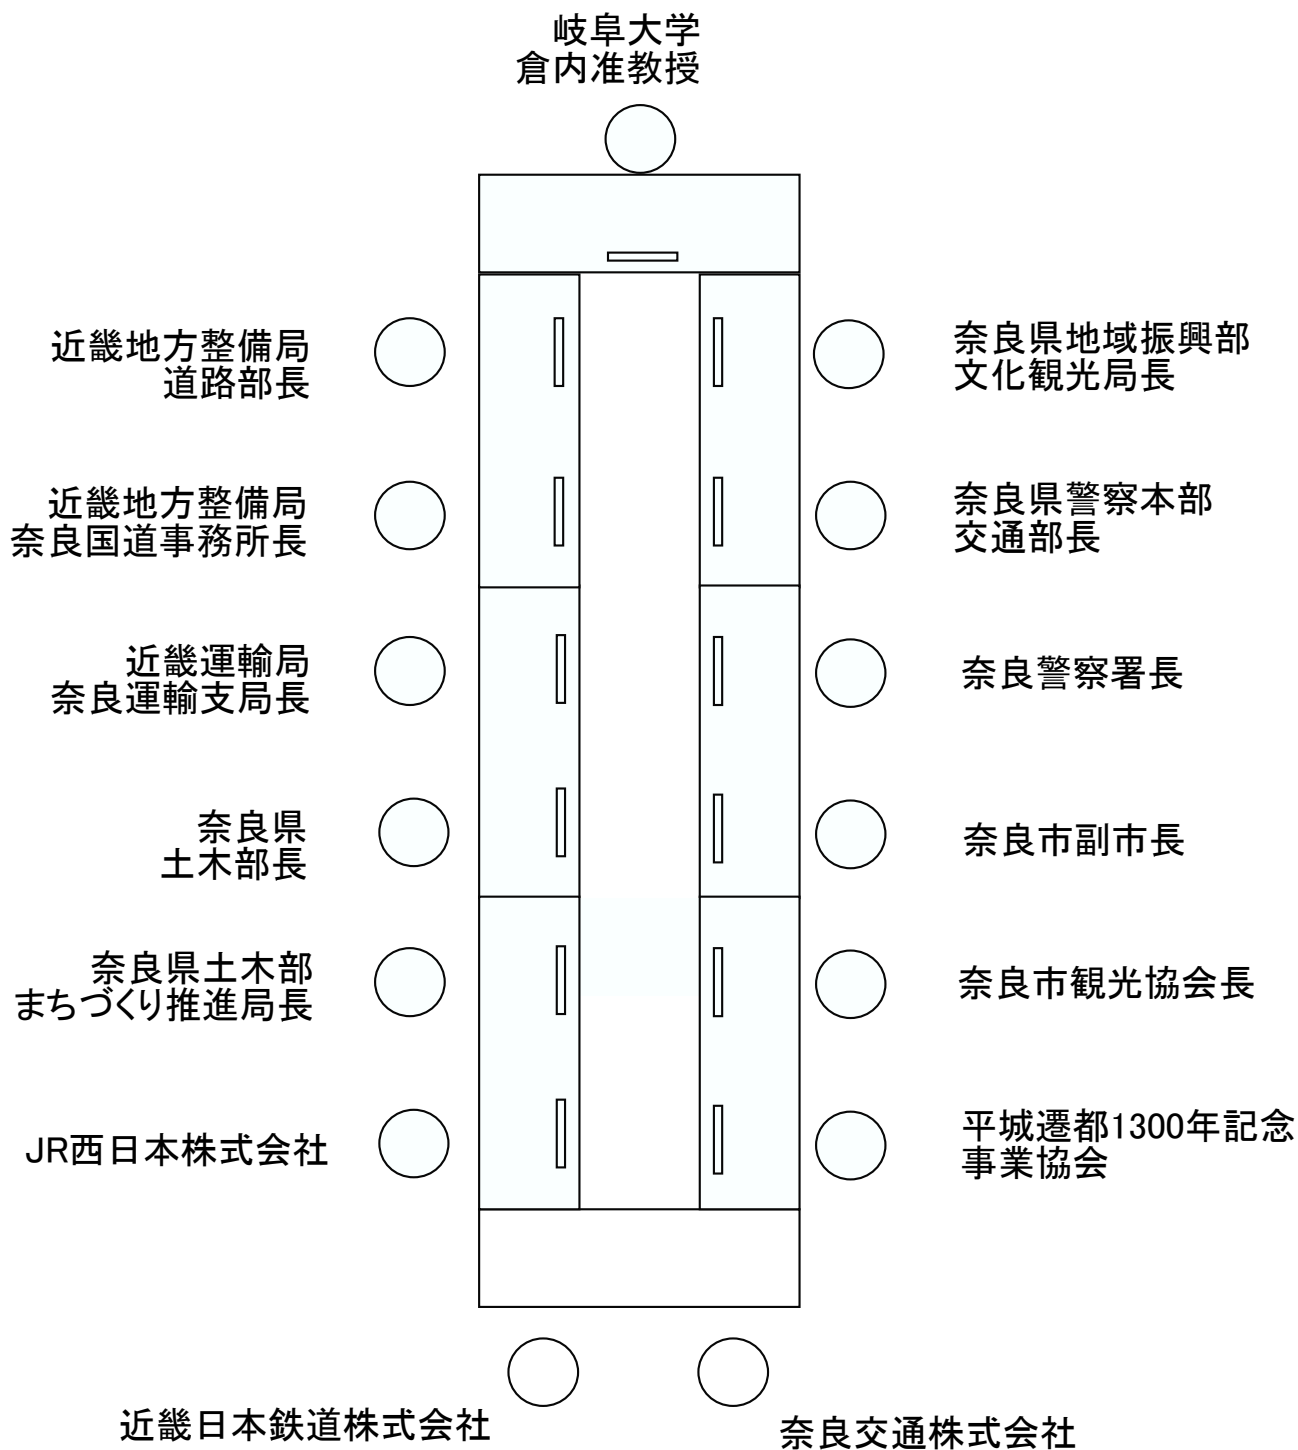 岐阜大学
倉内准教授
近畿地方整備局
道路部長
奈良県地域振興部
文化観光局長
近畿地方整備局
奈良国道事務所長
奈良県警察本部
交通部長
近畿運輸局
奈良運輸支局長
奈良警察署長
奈良県
土木部長
奈良市副市長
奈良県土木部
まちづくり推進局長
奈良市観光協会長
JR西日本株式会社
平城遷都1300年記念
事業協会
近畿日本鉄道株式会社
奈良交通株式会社